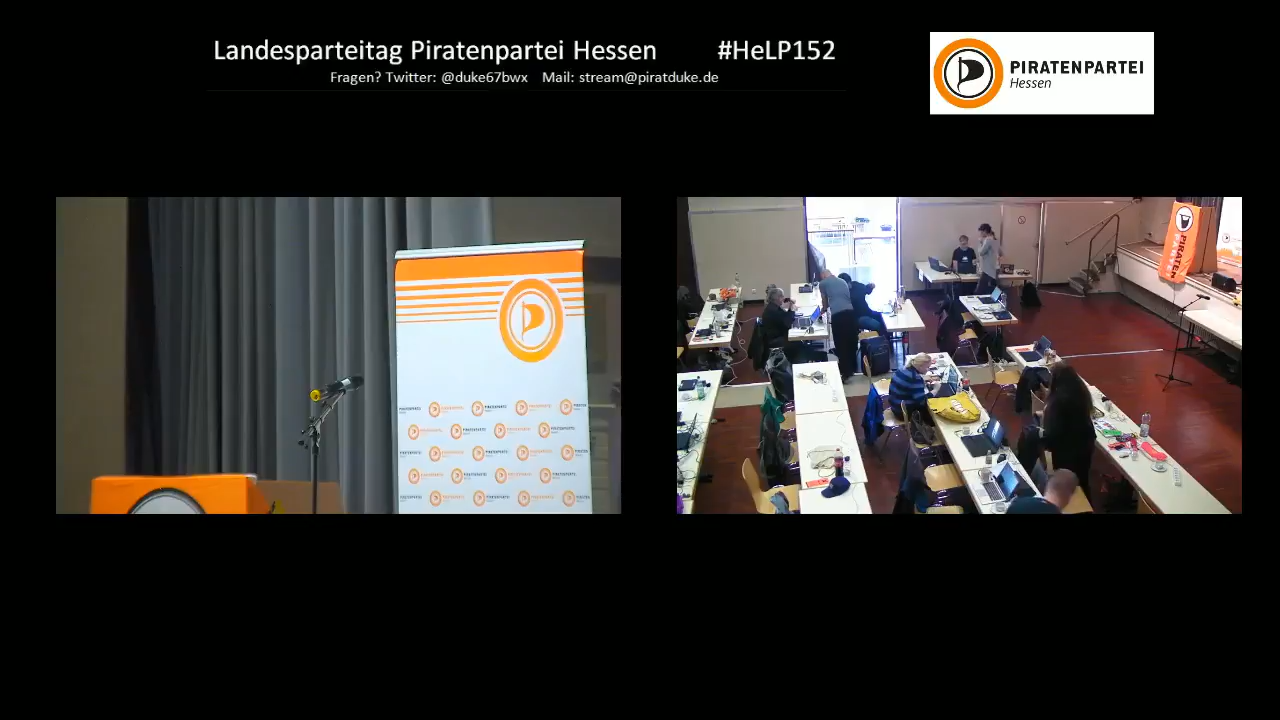 Landesparteitag Piratenpartei Hessen #HeLP152
Fragen? Twitter: @duke67bwx Mail: stream@piratduke.de
PIRATENPARTEI
Hessen
PIRATEN